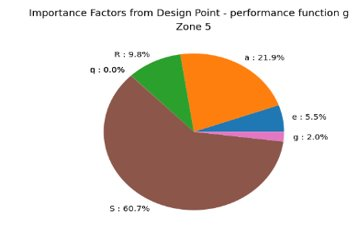 Importance Factors from Design Point - performance function g
Zone 5
R : 9.8%
a : 21.9%
q : 0.0%
e : 5.5%
g : 2.0%
S : 60.7%